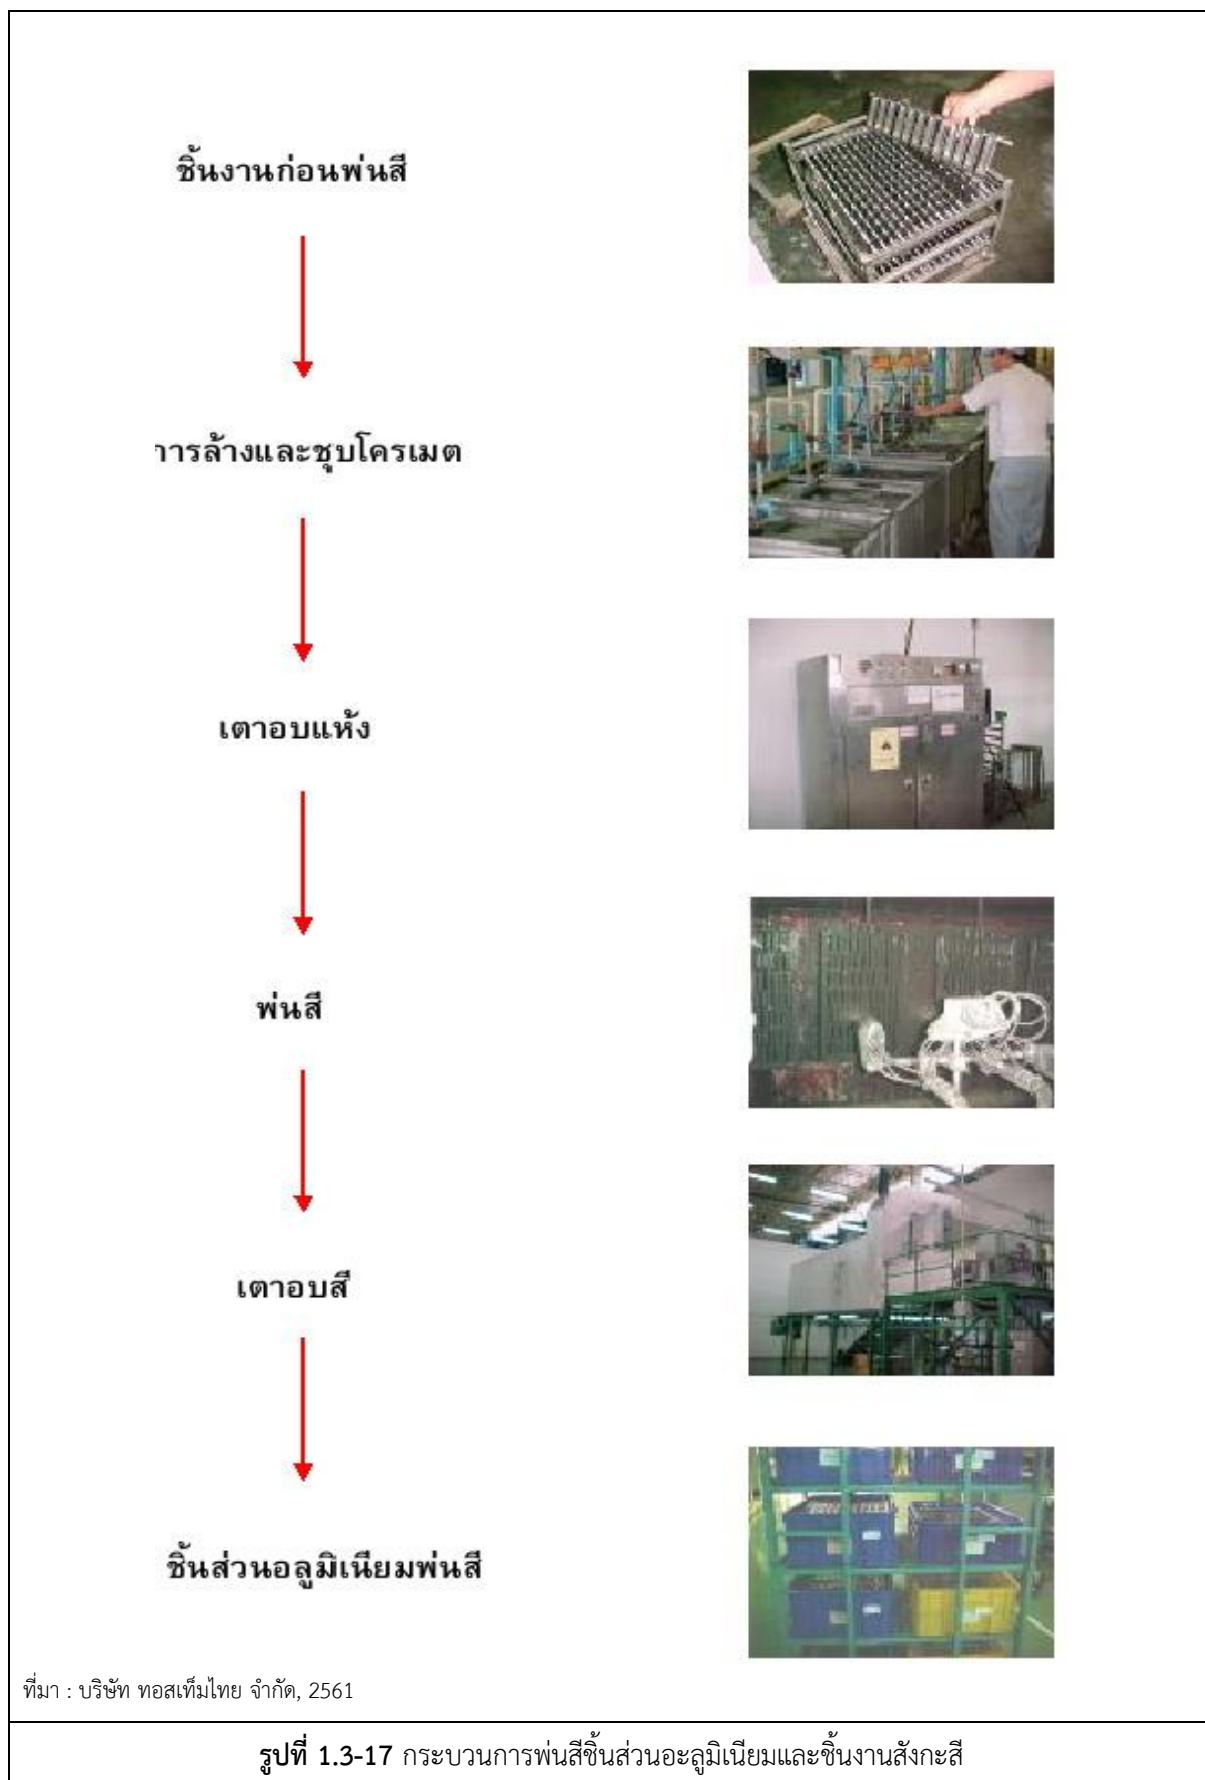 ชิ้นงานก่อนพ่นสี
การล้างและชุบโครเมต
เตาอบแห้ง
พ่นสี
เตาอบสี
ชิ้นส่วนอลูมิเนียมพ่นสี
ที่มา : บริษัท ทอสเท็มไทย จำกัด, 2561
รูปที่ 1.3-17 กระบวนการพ่นสีชิ้นส่วนอะลูมิเนียมและชิ้นงานสังกะสี